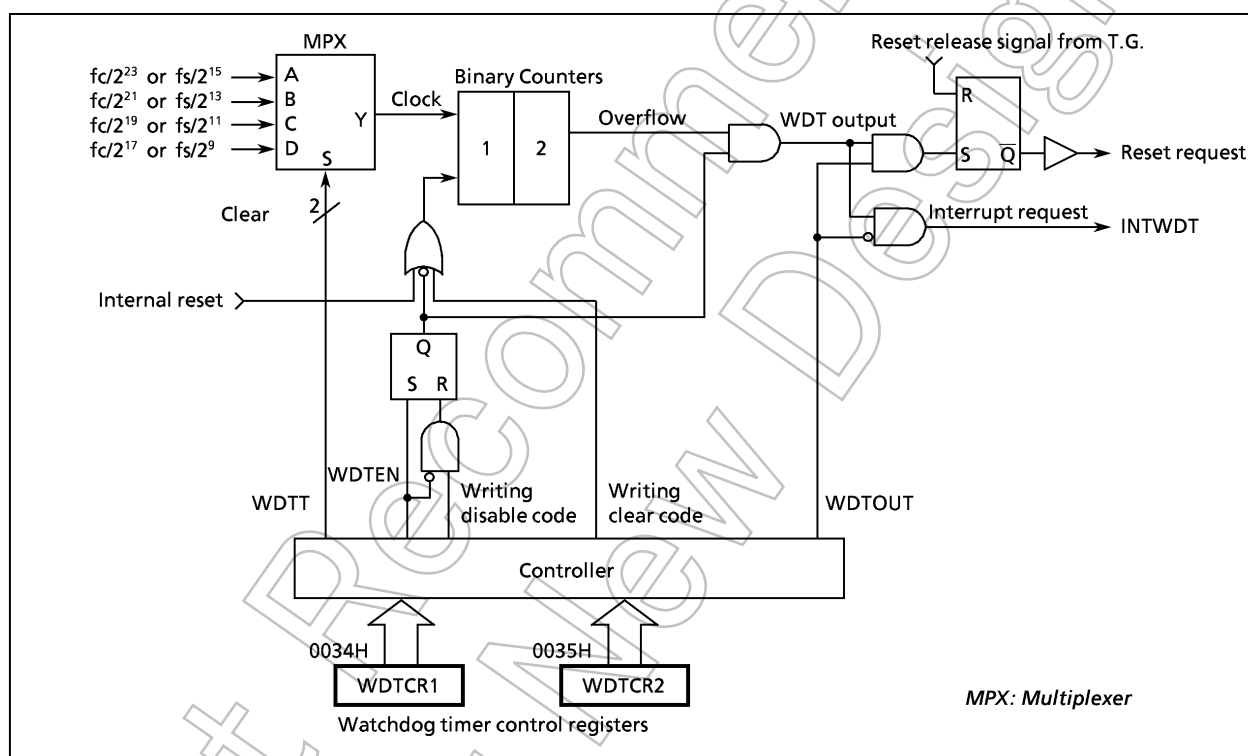 MPX
Reset release signal from T.G.
fc/2²³ or fs/2¹⁵
fc/2²¹ or fs/2¹³
fc/2¹⁹ or fs/2¹¹
fc/2¹⁷ or fs/2⁹
A
B
C
D
Y
S
Clock
Binary Counters
1
2
Overflow
WDT output
R
S
Q̅
Reset request
Interrupt request
INTWDT
Clear
2
Internal reset
Q
S R
WDTT
WDTEN
Writing
disable code
Writing
clear code
WDTOUT
Controller
0034H
0035H
WDTCR1
WDTCR2
Watchdog timer control registers
MPX: Multiplexer
Recommen
New Design